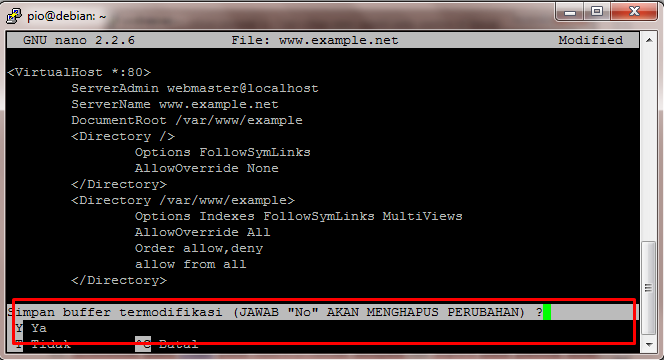 pio@debian: ~
GNU nano 2.2.6 File: www.example.net Modified
<VirtualHost *:80>
ServerAdmin webmaster@localhost
ServerName www.example.net
DocumentRoot /var/www/example
<Directory />
Options FollowSymLinks
AllowOverride None
</Directory>
<Directory /var/www/example>
Options Indexes FollowSymLinks MultiViews
AllowOverride All
Order allow,deny
allow from all
</Directory>
Simpan buffer termodifikasi (JAWAB "No" AKAN MENGHAPUS PERUBAHAN) ?
Y Ya
T Tidak ^C Batal